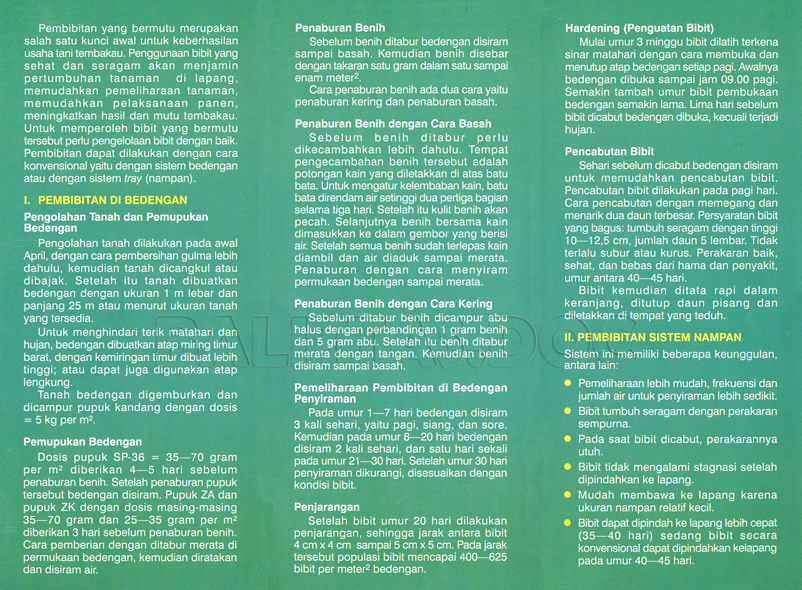 Pembibitan yang bermutu merupakan
salah satu kunci awal untuk keberhasilan
usaha tani tembakau. Penggunaan bibit yang
sehat dan seragam akan menjamin
pertumbuhan tanaman di lapang,
memudahkan pemeliharaan tanaman,
memudahkan pelaksanaan panen,
meningkatkan hasil dan mutu tembakau.
Untuk memperoleh bibit yang bermutu
tersebut perlu pengelolaan bibit dengan baik.
Pembibitan dapat dilakukan dengan cara
konvensional yaitu dengan sistem bedengan
atau dengan sistem tray (nampan).
I. PEMBIBITAN DI BEDENGAN
Pengolahan Tanah dan Pemupukan
Bedengan
Pengolahan tanah dilakukan pada awal
April, dengan cara pembersihan gulma lebih
dahulu, kemudian tanah dicangkul atau
dibajak. Setelah itu tanah dibuatkan
bedengan dengan ukuran 1 m lebar dan
panjang 25 m atau menurut ukuran tanah
yang tersedia.
Untuk menghindari terik matahari dan
hujan, bedengan dibuatkan atap miring timur
barat, dengan kemiringan timur dibuat lebih
tinggi; atau dapat juga digunakan atap
lengkung.
Tanah bedengan digemburkan dan
dicampur pupuk kandang dengan dosis
= 5 kg per m².
Pemupukan Bedengan
Dosis pupuk SP-36 = 35—70 gram
per m² diberikan 4—5 hari sebelum
penaburan benih. Setelah penaburan pupuk
tersebut bedengan disiram. Pupuk ZA dan
pupuk ZK dengan dosis masing-masing
35—70 gram dan 25—35 gram per m²
diberikan 3 hari sebelum penaburan benih.
Cara pemberian dengan ditabur merata di
permukaan bedengan, kemudian diratakan
dan disiram air.
Penaburan Benih
Sebelum benih ditabur bedengan disiram
sampai basah. Kemudian benih disebar
dengan takaran satu gram dalam satu sampai
enam meter².
Cara penaburan benih ada dua cara yaitu
penaburan kering dan penaburan basah.
Penaburan Benih dengan Cara Basah
Sebelum benih ditabur perlu
dikecambahkan lebih dahulu. Tempat
pengecambahan benih tersebut adalah
potongan kain yang diletakkan di atas batu
bata. Untuk mengatur kelembaban kain, batu
bata direndam air setinggi dua pertiga bagian
selama tiga hari. Setelah itu kulit benih akan
pecah. Selanjutnya benih bersama kain
dimasukkan ke dalam gembor yang berisi
air. Setelah semua benih sudah terlepas kain
diambil dan air diaduk sampai merata.
Penaburan dengan cara menyiram
permukaan bedengan sampai merata.
Penaburan Benih dengan Cara Kering
Sebelum ditabur benih dicampur abu
halus dengan perbandingan 1 gram benih
dan 5 gram abu. Setelah itu benih ditabur
merata dengan tangan. Kemudian benih
disiram sampai basah.
Pemeliharaan Pembibitan di Bedengan
Penyiraman
Pada umur 1—7 hari bedengan disiram
3 kali sehari, yaitu pagi, siang, dan sore.
Kemudian pada umur 8—20 hari bedengan
disiram 2 kali sehari, dan satu hari sekali
pada umur 21—30 hari. Setelah umur 30 hari
penyiraman dikurangi, disesuaikan dengan
kondisi bibit.
Penjarangan
Setelah bibit umur 20 hari dilakukan
penjarangan, sehingga jarak antara bibit
4 cm x 4 cm sampai 5 cm x 5 cm. Pada jarak
tersebut populasi bibit mencapai 400—625
bibit per meter² bedengan.
Hardening (Penguatan Bibit)
Mulai umur 3 minggu bibit dilatih terkena
sinar matahari dengan cara membuka dan
menutup atap bedengan setiap pagi. Awalnya
bedengan dibuka sampai jam 09.00 pagi.
Semakin tambah umur bibit pembukaan
bedengan semakin lama. Lima hari sebelum
bibit dicabut bedengan dibuka, kecuali terjadi
hujan.
Pencabutan Bibit
Sehari sebelum dicabut bedengan disiram
untuk memudahkan pencabutan bibit.
Pencabutan bibit dilakukan pada pagi hari.
Cara pencabutan dengan memegang dan
menarik dua daun terbesar. Persyaratan bibit
yang bagus: tumbuh seragam dengan tinggi
10—12,5 cm, jumlah daun 5 lembar. Tidak
terlalu subur atau kurus. Perakaran baik,
sehat, dan bebas dari hama dan penyakit,
umur antara 40—45 hari.
Bibit kemudian ditata rapi dalam
keranjang, ditutup daun pisang dan
diletakkan di tempat yang teduh.
II. PEMBIBITAN SISTEM NAMPAN
Sistem ini memiliki beberapa keunggulan,
antara lain:
● Pemeliharaan lebih mudah, frekuensi dan
jumlah air untuk penyiraman lebih sedikit.
● Bibit tumbuh seragam dengan perakaran
sempurna.
● Pada saat bibit dicabut, perakarannya
utuh.
● Bibit tidak mengalami stagnasi setelah
dipindahkan ke lapang.
● Mudah membawa ke lapang karena
ukuran nampan relatif kecil.
● Bibit dapat dipindah ke lapang lebih cepat
(35—40 hari) sedang bibit secara
konvensional dapat dipindahkan kelapang
pada umur 40—45 hari.